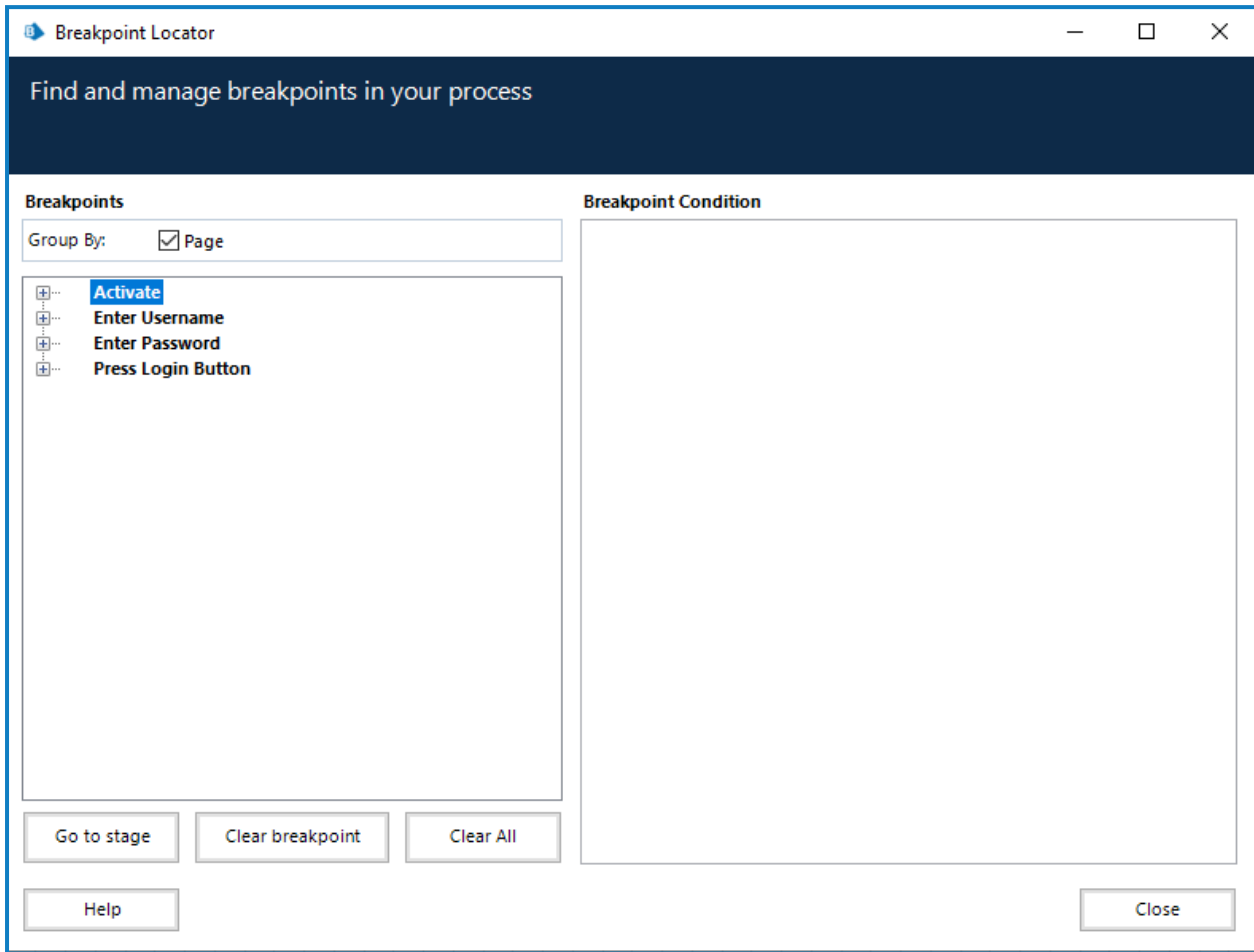 Breakpoint Locator
Find and manage breakpoints in your process
Breakpoints
Group By: Page
Activate
Enter Username
Enter Password
Press Login Button
Go to stage Clear breakpoint Clear All
Help
Breakpoint Condition
Close